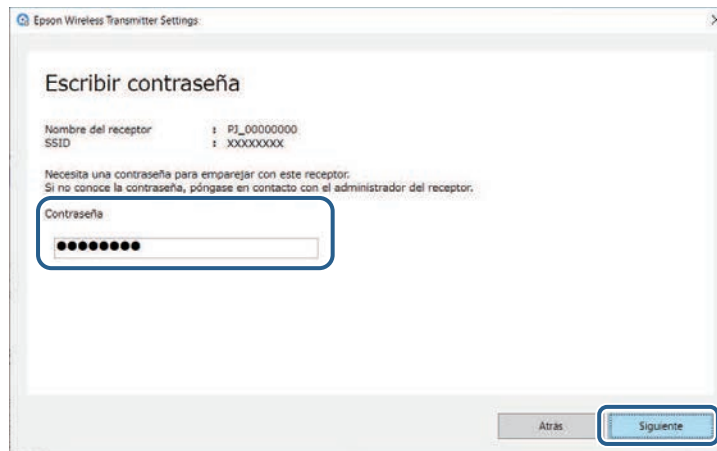 Epson Wireless Transmitter Settings
Escribir contraseña
Nombre del receptor : PJ_00000000
SSID : XXXXXXXX
Necesita una contraseña para emparejar con este receptor.
Si no conoce la contraseña, póngase en contacto con el administrador del receptor.
Contraseña
●●●●●●●●
Atrás Siguiente